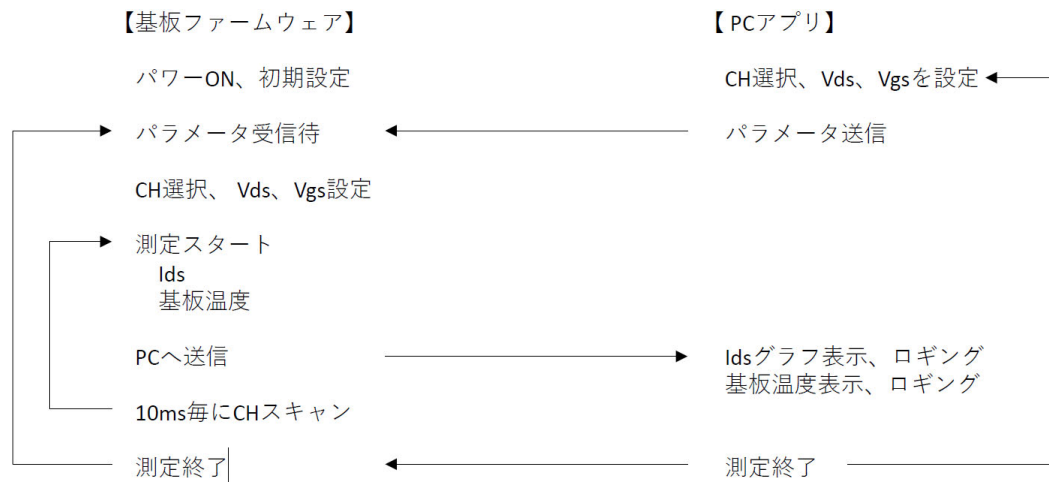 【基板ファームウェア】
【PCアプリ】
パワーON、初期設定
CH選択、Vds、Vgsを設定
パラメータ受信待
パラメータ送信
CH選択、 Vds、Vgs設定
測定スタート
Ids
基板温度
PCへ送信
Idsグラフ表示、ロギング
基板温度表示、ロギング
10ms毎にCHスキャン
測定終了
測定終了